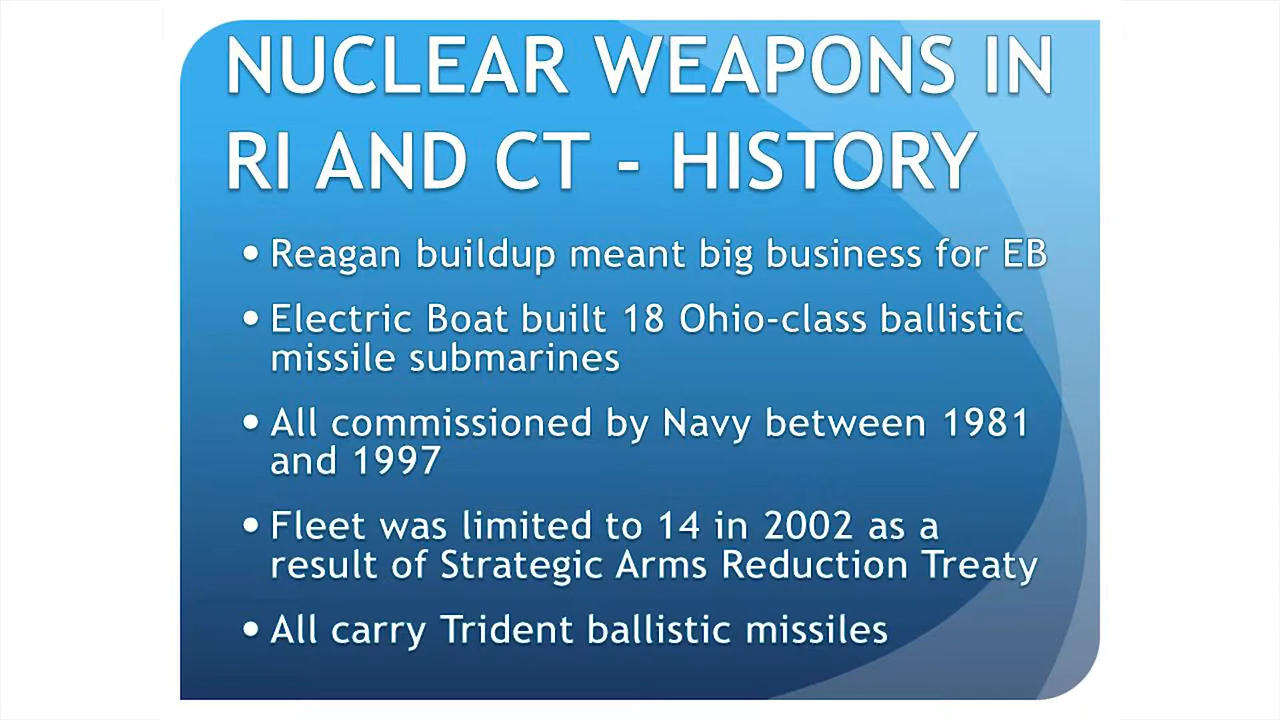 NUCLEAR WEAPONS IN
RI AND CT - HISTORY
• Reagan buildup meant big business for EB
• Electric Boat built 18 Ohio-class ballistic
missile submarines
• All commissioned by Navy between 1981
and 1997
• Fleet was limited to 14 in 2002 as a
result of Strategic Arms Reduction Treaty
• All carry Trident ballistic missiles